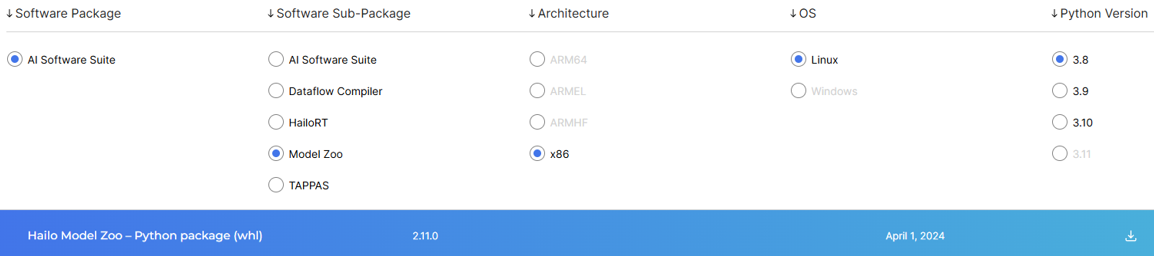 ↓ Software Package ↓ Software Sub-Package ↓ Architecture ↓ OS ↓ Python Version
AI Software Suite AI Software Suite ARM64 Linux 3.8
Dataflow Compiler ARMEL Windows 3.9
HailoRT ARMHF 3.10
Model Zoo x86 3.11
TAPPAS
Hailo Model Zoo – Python package (whl) 2.11.0 April 1, 2024